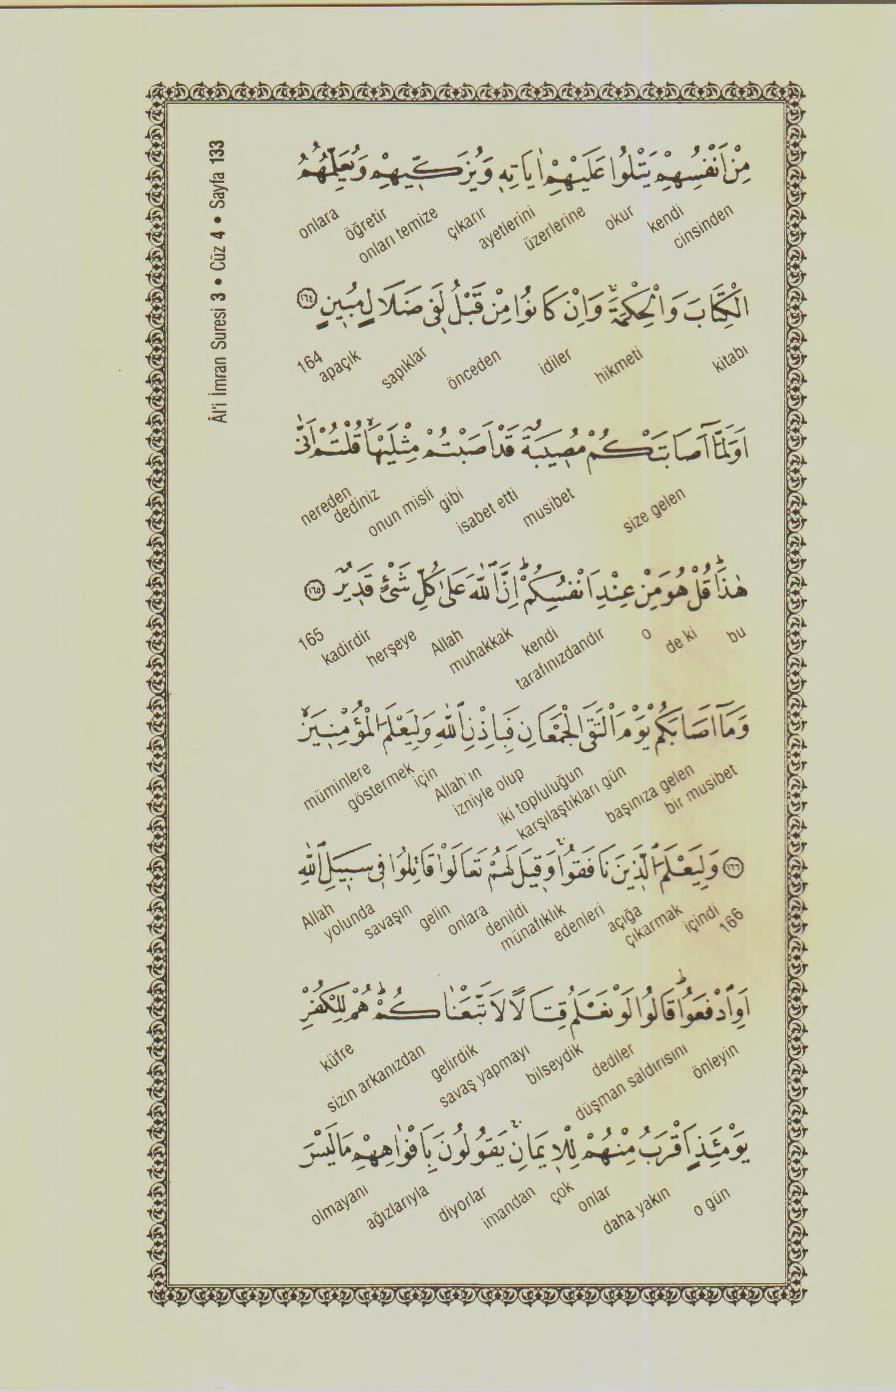 Âl'i İmran Suresi 3 • Cüz 4 • Sayfa 133
مِنْ اَنْفُسِهِمْ يَتْلُوا عَلَيْهِمْ اٰيَاتِهٖ وَيُزَكّٖيهِمْ وَيُعَلِّمُهُمُ
kendi cinsinden okur üzerlerine ayetlerini çıkarır onları temize öğretir onlara
الْكِتَابَ وَالْحِكْمَةَۚ وَاِنْ كَانُوا مِنْ قَبْلُ لَفٖى ضَلَالٍ مُبٖينٍ ﴿١٦٤﴾
kitabı hikmeti idiler önceden sapıklar apaçık 164
اَوَلَمَّٓا اَصَابَتْكُمْ مُصٖيبَةٌ قَدْ اَصَبْتُمْ مِثْلَيْهَاۙ قُلْتُمْ اَنّٰى
size gelen musibet isabet etti gibi onun misli dediniz nereden
هٰذَاؕ قُلْ هُوَ مِنْ عِنْدِ اَنْفُسِكُمْؕ اِنَّ اللّٰهَ عَلٰى كُلِّ شَیْءٍ قَدٖيرٌ ﴿١٦٥﴾
bu de ki o kendi tarafınızdandır muhakkak Allah herşeye kadirdir 165
وَمَٓا اَصَابَكُمْ يَوْمَ الْتَقَى الْجَمْعَانِ فَبِاِذْنِ اللّٰهِ وَلِيَعْلَمَ الْمُؤْمِنٖينَۙ
başınıza gelen bir musibet iki topluluğun karşılaştıkları gün Allah'ın izniyle olup için göstermek müminlere
﴿١٦٦﴾ وَلِيَعْلَمَ الَّذٖينَ نَافَقُواۚ وَقٖيلَ لَهُمْ تَعَالَوْا قَاتِلُوا فٖى سَبٖيلِ اللّٰهِ
166 içindi açığa çıkarmak münafıklık edenleri denildi onlara gelin savaşın yolunda Allah
اَوِ ادْفَعُواؕ قَالُوا لَوْ نَعْلَمُ قِتَالًا لَا تَّبَعْنَاكُمْؕ هُمْ لِلْكُفْرِ
önleyin düşman saldırısını dediler bilseydik savaş yapmayı gelirdik sizin arkanızdan küfre
يَوْمَئِذٍ اَقْرَبُ مِنْهُمْ لِلْاٖيمَانِۚ يَقُولُونَ بِاَفْوَاهِهِمْ مَا لَيْسَ
o gün daha yakın onlar çok imandan diyorlar ağızlarıyla olmayanı